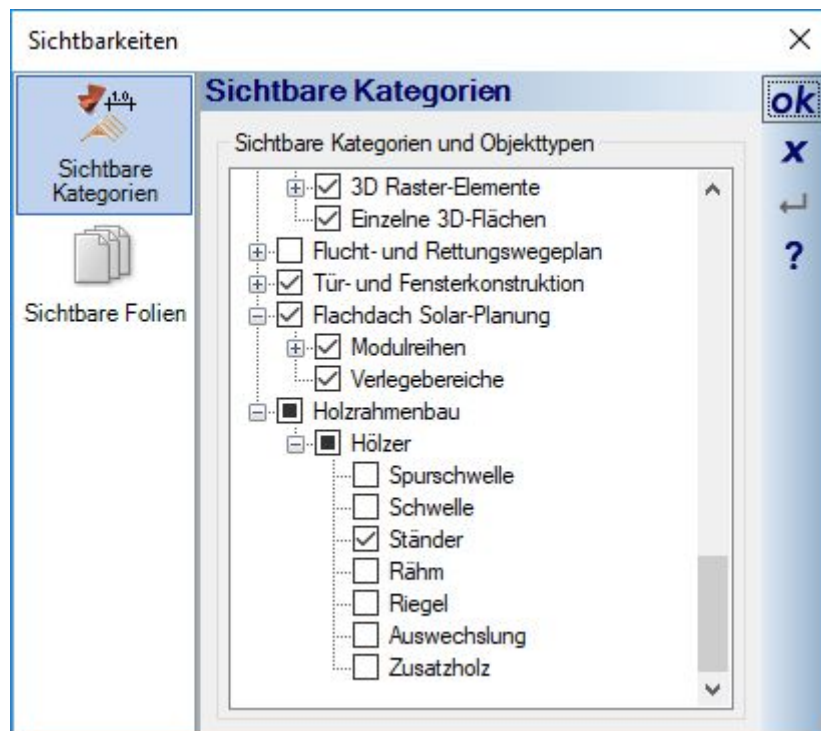 Sichtbarkeiten
Sichtbare Kategorien
Sichtbare Folien
Sichtbare Kategorien
Sichtbare Kategorien und Objekttypen
3D Raster-Elemente
Einzelne 3D-Flächen
Flucht- und Rettungswegeplan
Tür- und Fensterkonstruktion
Flachdach Solar-Planung
Modulreihen
Verlegebereiche
Holzrahmenbau
Hölzer
Spurschwelle
Schwelle
Ständer
Rähm
Riegel
Auswechslung
Zusatzholz
ok
x
?